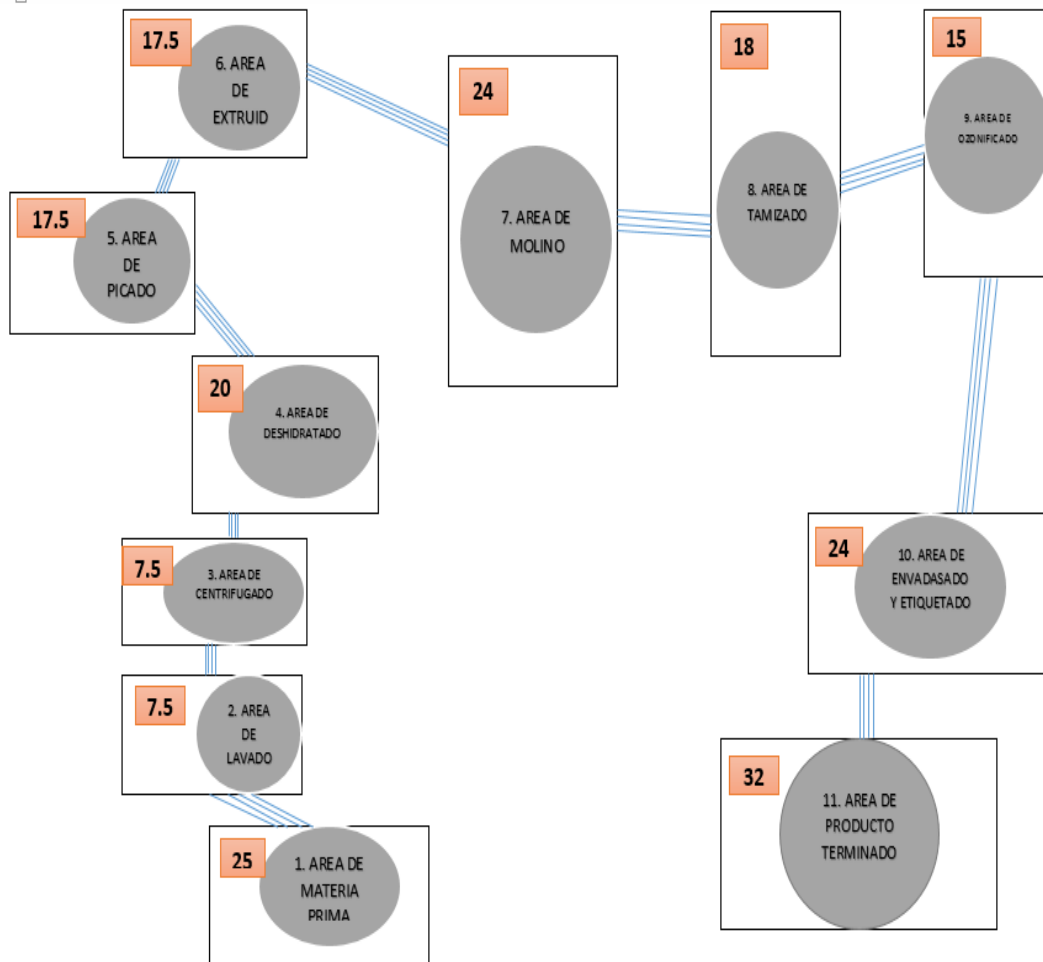 17.5
6. AREA
DE
EXTRUID
24
7. AREA DE
MOLINO
18
8. AREA DE
TAMIZADO
15
9. AREA DE
OZONIFICADO
17.5
5. AREA
DE
PICADO
20
4. AREA DE
DESHIDRATADO
7.5
3. AREA DE
CENTRIFUGADO
7.5
2. AREA
DE
LAVADO
25
1. AREA DE
MATERIA
PRIMA
24
10. AREA DE
ENVADASADO
Y ETIQUETADO
32
11. AREA DE
PRODUCTO
TERMINADO